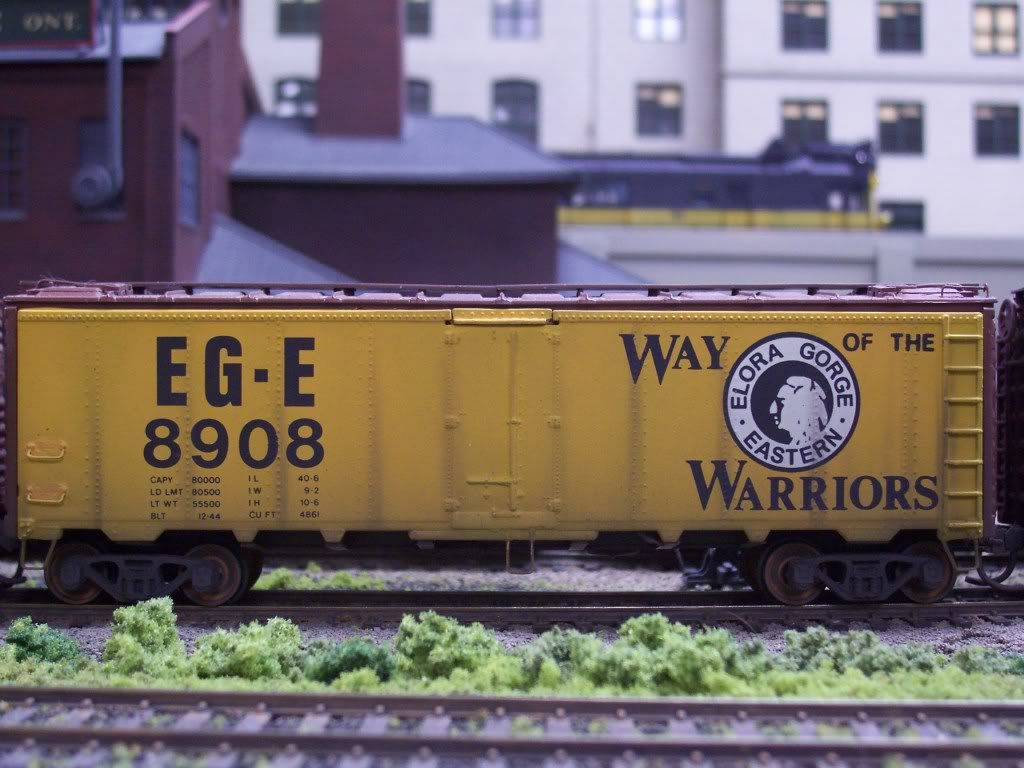 ONT.
EG-E
8908
CAPY 80000 IL 40-6
LD LMT 80500 IW 9-2
LT WT 55500 IH 10-6
BLT 12-44 CU FT 4861
WAY OF THE
ELORA GORGE
· EASTERN ·
WARRIORS